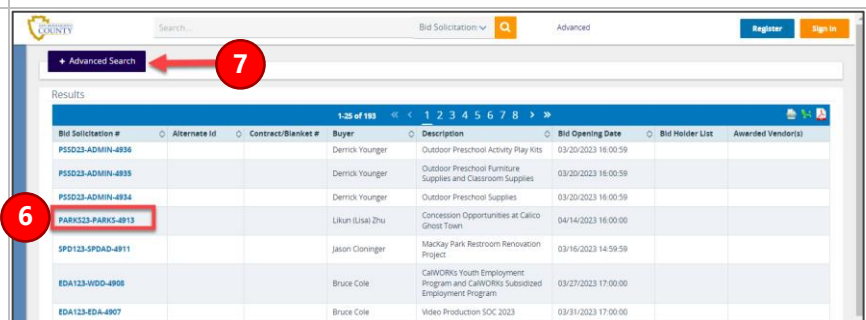 COUNTY
Search...
Bid Solicitation
Advanced
Register
Sign In
+ Advanced Search
7
Results
1-25 of 193 « < 1 2 3 4 5 6 7 8 > »
Bid Solicitation # Alternate Id Contract/Blanket # Buyer Description Bid Opening Date Bid Holder List Awarded Vendor(s)
PSSD23-ADMIN-4936 Derrick Younger Outdoor Preschool Activity Play Kits 03/20/2023 16:00:59
PSSD23-ADMIN-4935 Derrick Younger Outdoor Preschool Furniture 03/20/2023 16:00:59
Supplies and Classroom Supplies
PSSD23-ADMIN-4934 Derrick Younger Outdoor Preschool Supplies 03/20/2023 16:00:59
6
PARKS23-PARKS-4913 Likun (Lisa) Zhu Concession Opportunities at Calico 04/14/2023 16:00:00
Ghost Town
SPD123-SPDAD-4911 Jason Cloninger MacKay Park Restroom Renovation 03/16/2023 14:59:59
Project
CalWORKs Youth Employment
EDA123-WDD-4908 Bruce Cole Program and CalWORKs Subsidized 03/27/2023 17:00:00
Employment Program
EDA123-EDA-4907 Bruce Cole Video Production SOC 2023 03/31/2023 17:00:00